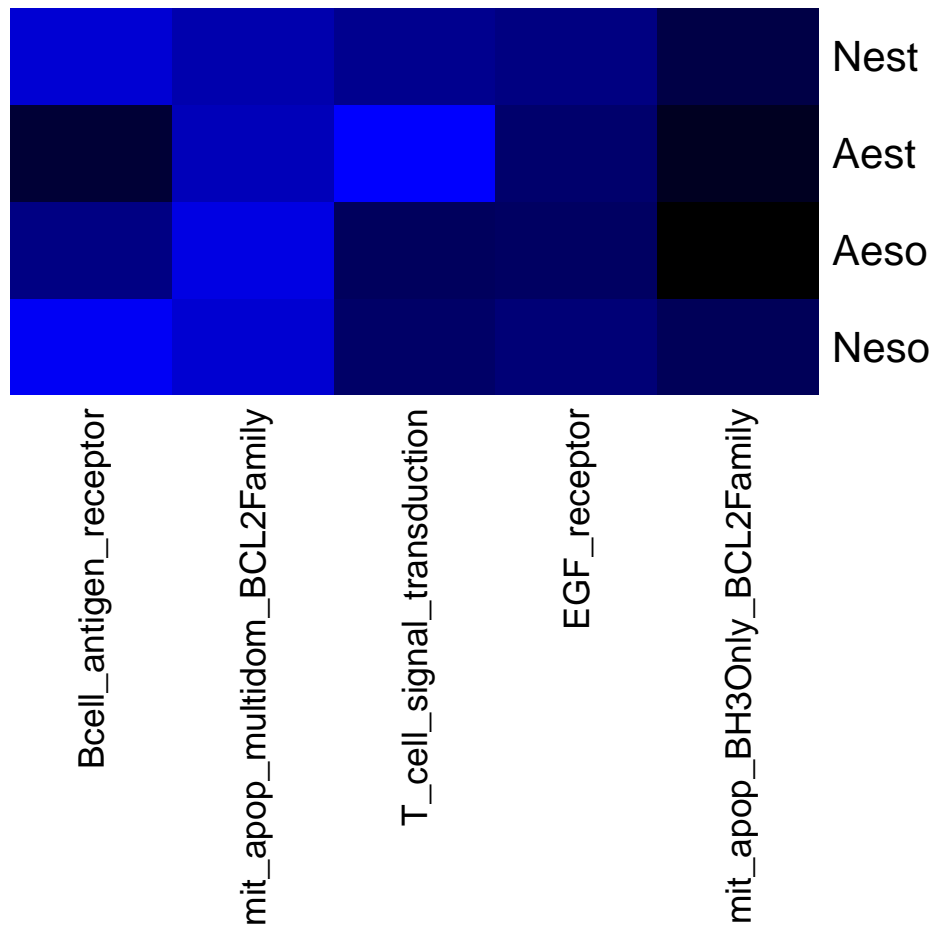 Nest
Aest
Aeso
Neso
Bcell_antigen_receptor
mit_apop_multidom_BCL2Family
T_cell_signal_transduction
EGF_receptor
mit_apop_BH3Only_BCL2Family